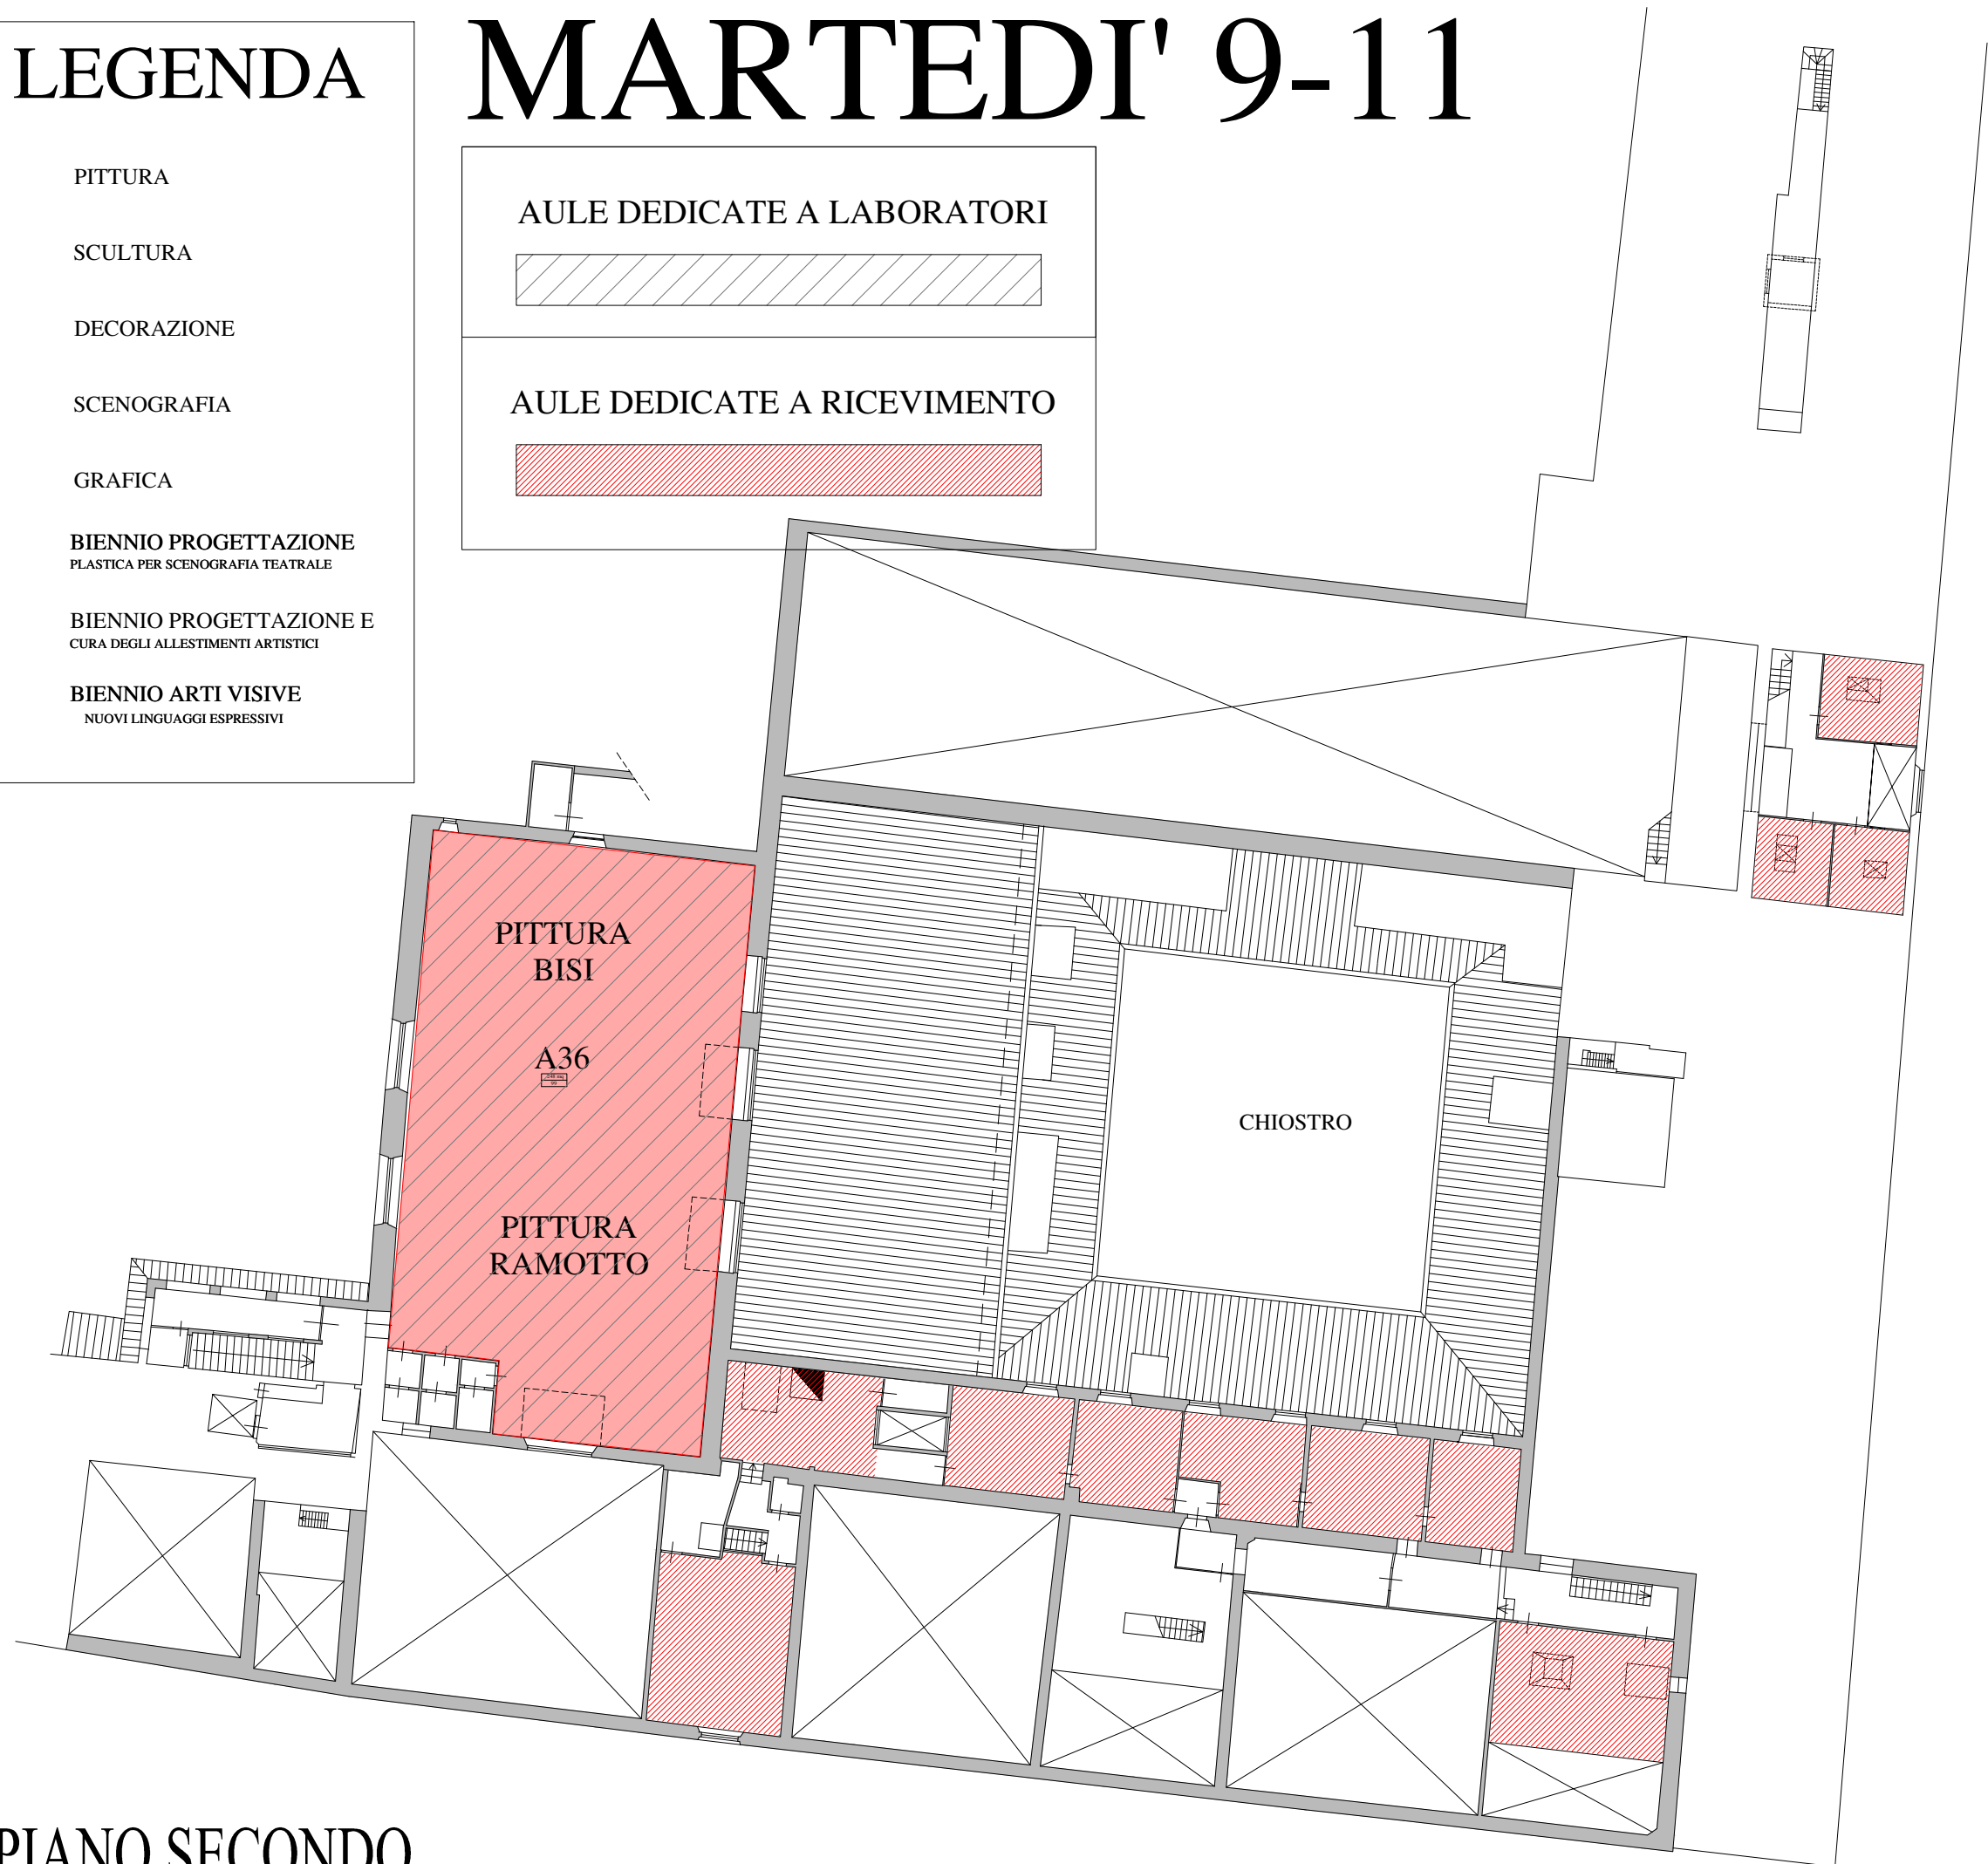 LEGENDA
MARTEDI' 9-11
PITTURA
SCULTURA
DECORAZIONE
SCENOGRAFIA
GRAFICA
BIENNIO PROGETTAZIONE
PLASTICA PER SCENOGRAFIA TEATRALE
BIENNIO PROGETTAZIONE E
CURA DEGLI ALLESTIMENTI ARTISTICI
BIENNIO ARTI VISIVE
NUOVI LINGUAGGI ESPRESSIVI
AULE DEDICATE A LABORATORI
AULE DEDICATE A RICEVIMENTO
PITTURA
BISI
A36
PITTURA
RAMOTTO
CHIOSTRO
PIANO SECONDO